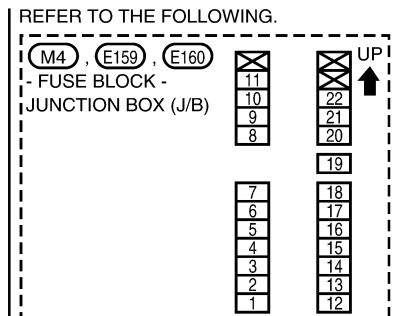 REFER TO THE FOLLOWING.
M4 , E159 , E160
- FUSE BLOCK -
JUNCTION BOX (J/B)
UP
11
10 22
9 21
8 20
19
7 18
6 17
5 16
4 15
3 14
2 13
1 12